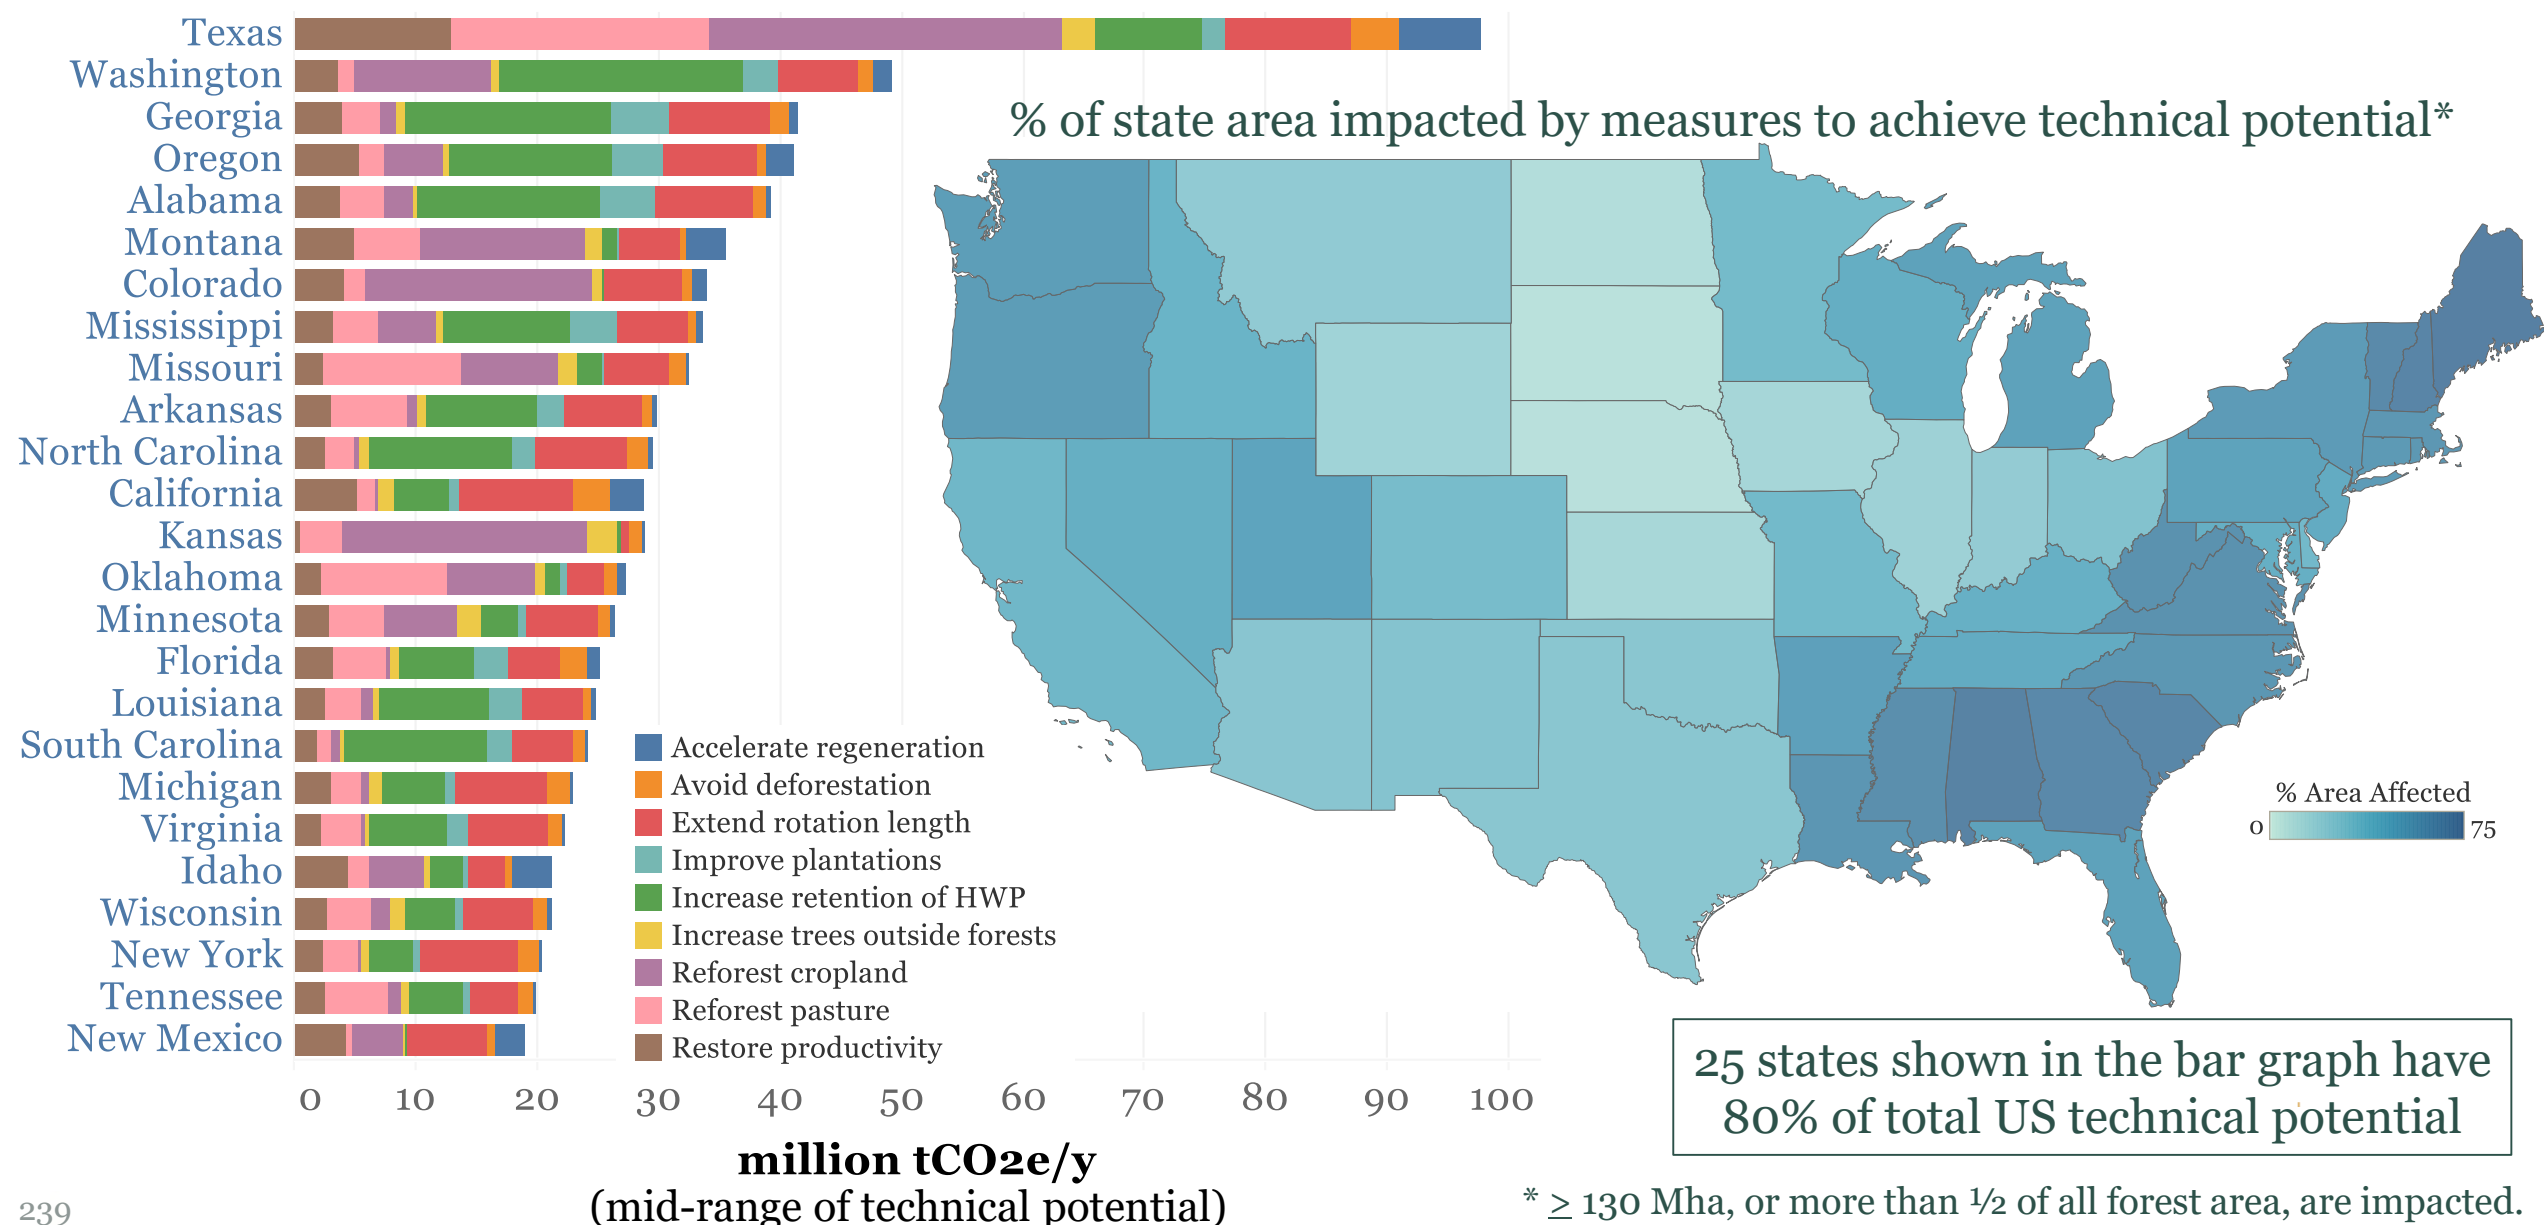 Texas
Washington
Georgia
Oregon
Alabama
Montana
Colorado
Mississippi
Missouri
Arkansas
North Carolina
California
Kansas
Oklahoma
Minnesota
Florida
Louisiana
South Carolina
Michigan
Virginia
Idaho
Wisconsin
New York
Tennessee
New Mexico
0 10 20 30 40 50 60 70 80 90 100
million tCO2e/y
(mid-range of technical potential)
Accelerate regeneration
Avoid deforestation
Extend rotation length
Improve plantations
Increase retention of HWP
Increase trees outside forests
Reforest cropland
Reforest pasture
Restore productivity
% of state area impacted by measures to achieve technical potential*
% Area Affected
0 75
25 states shown in the bar graph have
80% of total US technical potential
* ≥ 130 Mha, or more than ½ of all forest area, are impacted.
239